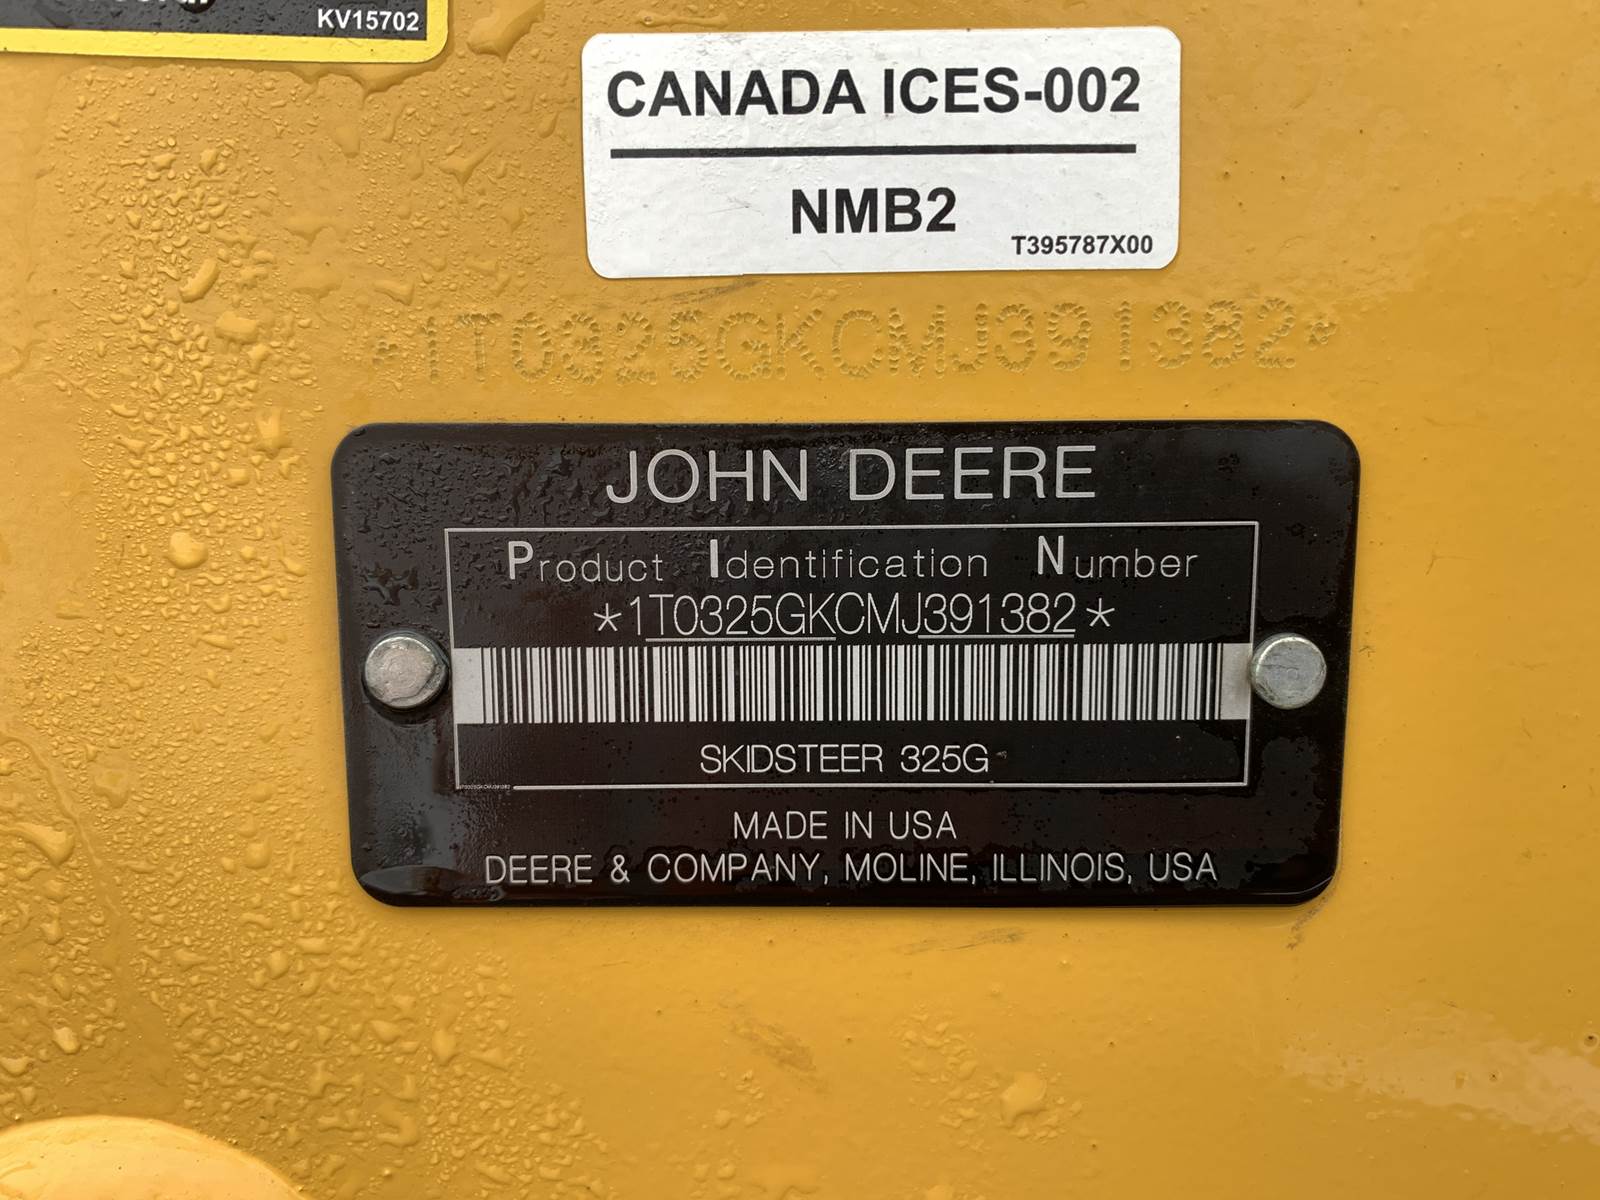 KV15702
CANADA ICES-002
NMB2
T395787X00
*1T0325GKCMJ391382*
JOHN DEERE
Product Identification Number
*1T0325GKCMJ391382*
SKIDSTEER 325G
1T0325GKCMJ391382
MADE IN USA
DEERE & COMPANY, MOLINE, ILLINOIS, USA